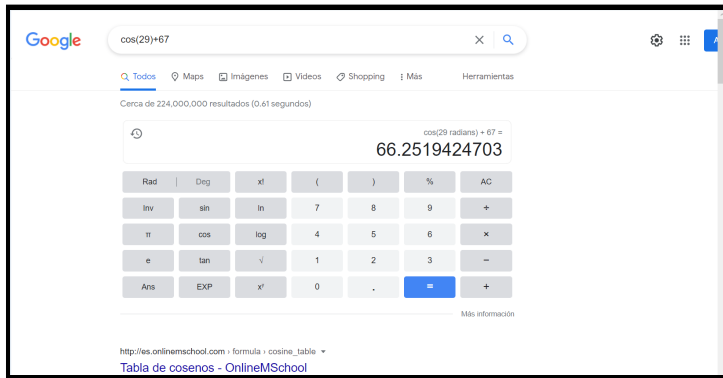 Google
cos(29)+67
A
Todos Maps Imágenes Videos Shopping Más Herramientas
Cerca de 224,000,000 resultados (0.61 segundos)
cos(29 radians) + 67 =
66.2519424703
Rad | Deg x! ( ) % AC
Inv sin ln 7 8 9 ÷
π cos log 4 5 6 ×
e tan √ 1 2 3 −
Ans EXP x! 0 . = +
Más información
http://es.onlinemschool.com › formula › cosine_table
Tabla de cosenos - OnlineMSchool